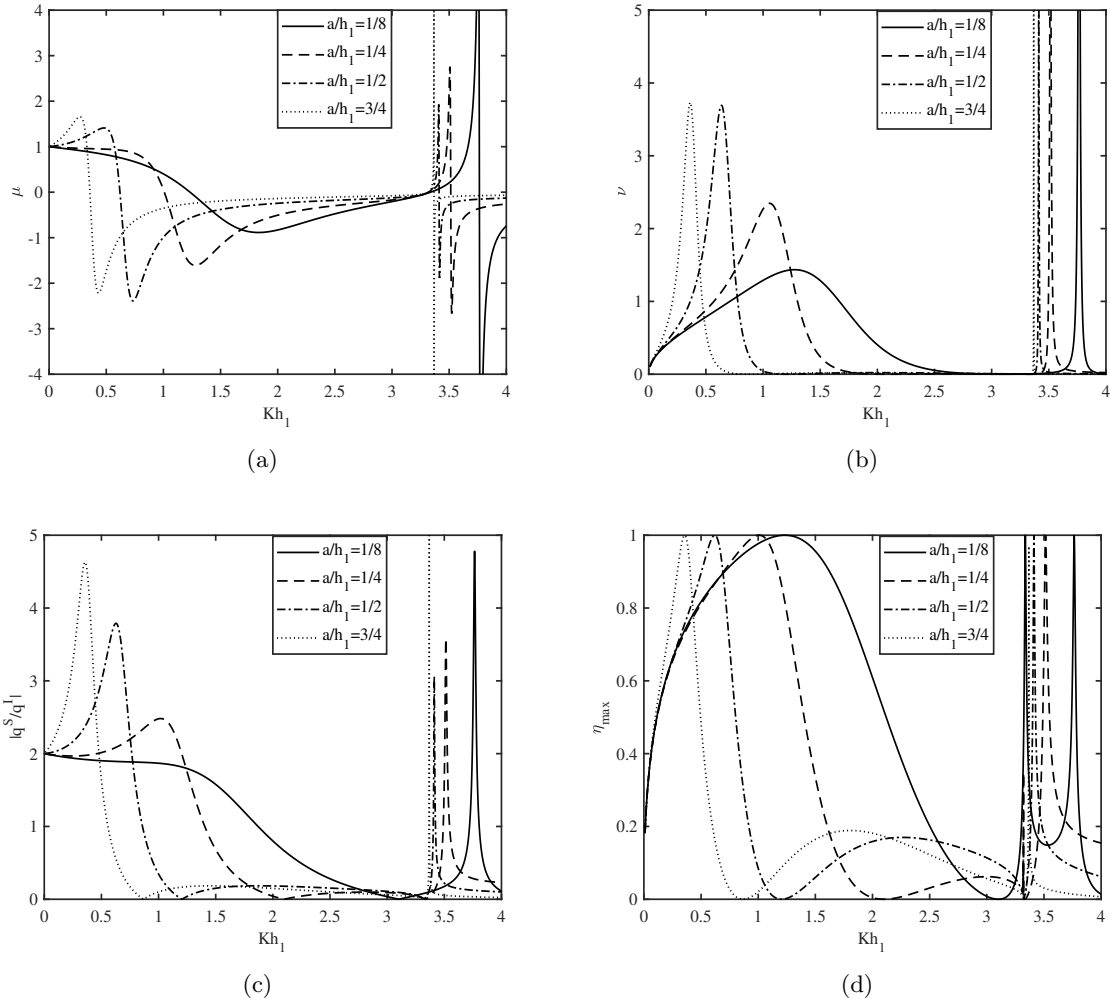 4
3
2
1
0
-1
-2
-3
-4
μ
0 0.5 1 1.5 2 2.5 3 3.5 4
Kh1
a/h1=1/8
a/h1=1/4
a/h1=1/2
a/h1=3/4
(a)
5
4
3
2
1
0
ν
0 0.5 1 1.5 2 2.5 3 3.5 4
Kh1
a/h1=1/8
a/h1=1/4
a/h1=1/2
a/h1=3/4
(b)
5
4
3
2
1
0
|q^S/q^I|
0 0.5 1 1.5 2 2.5 3 3.5 4
Kh1
a/h1=1/8
a/h1=1/4
a/h1=1/2
a/h1=3/4
(c)
1
0.8
0.6
0.4
0.2
0
ηmax
0 0.5 1 1.5 2 2.5 3 3.5 4
Kh1
a/h1=1/8
a/h1=1/4
a/h1=1/2
a/h1=3/4
(d)